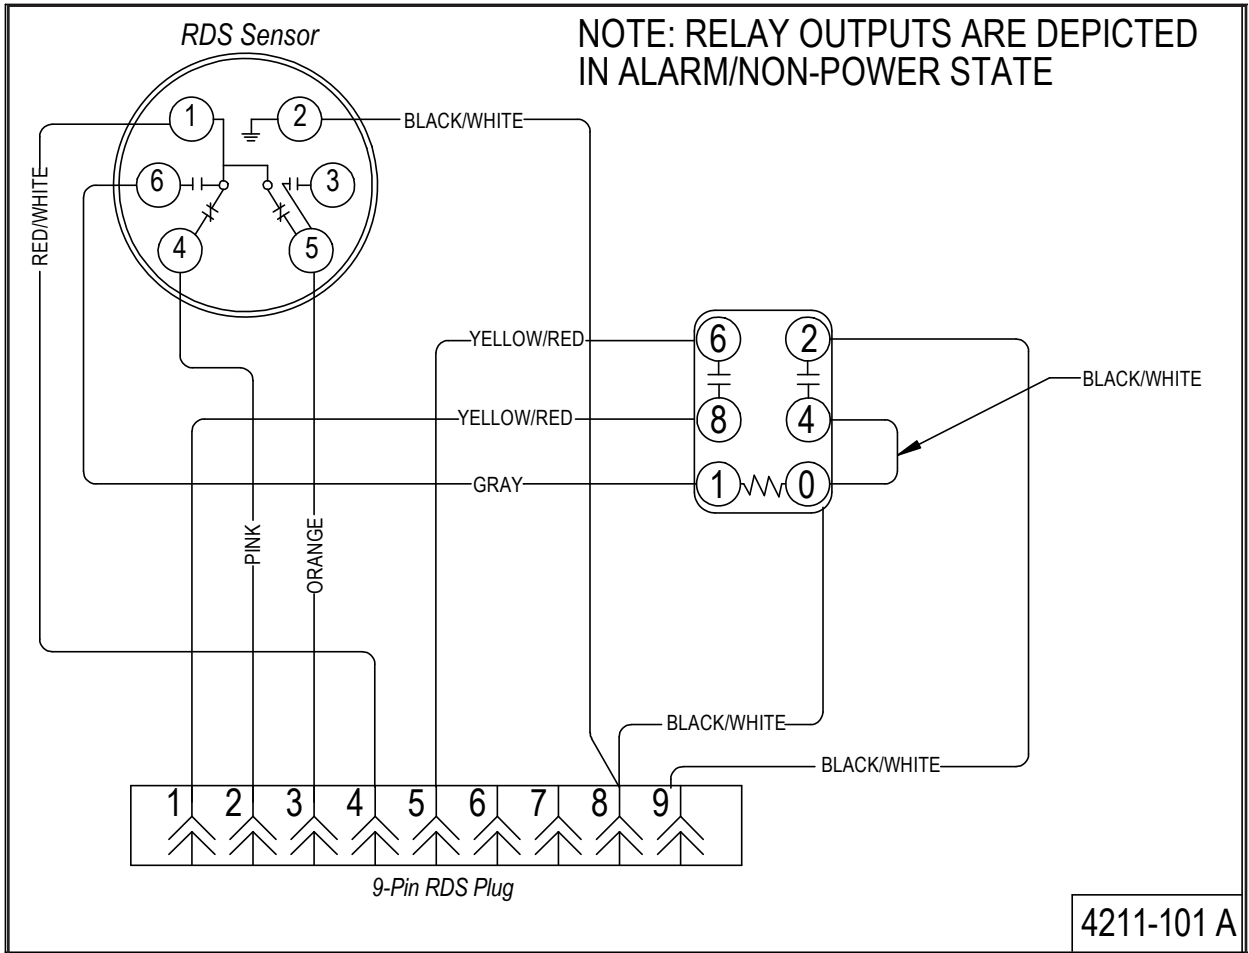 RDS Sensor
NOTE: RELAY OUTPUTS ARE DEPICTED
IN ALARM/NON-POWER STATE
1
2
BLACK/WHITE
RED/WHITE
6
3
4
5
YELLOW/RED
6
2
BLACK/WHITE
YELLOW/RED
8
4
GRAY
1
0
PINK
ORANGE
BLACK/WHITE
BLACK/WHITE
1 2 3 4 5 6 7 8 9
9-Pin RDS Plug
4211-101 A